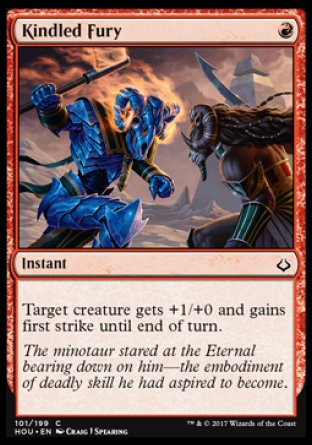 Kindled Fury
Instant
Target creature gets +1/+0 and gains
first strike until end of turn.
The minotaur stared at the Eternal
bearing down on him—the embodiment
of deadly skill he had aspired to become.
101/199 C
HOU • EN Craig J Spearing
™ & © 2017 Wizards of the Coast